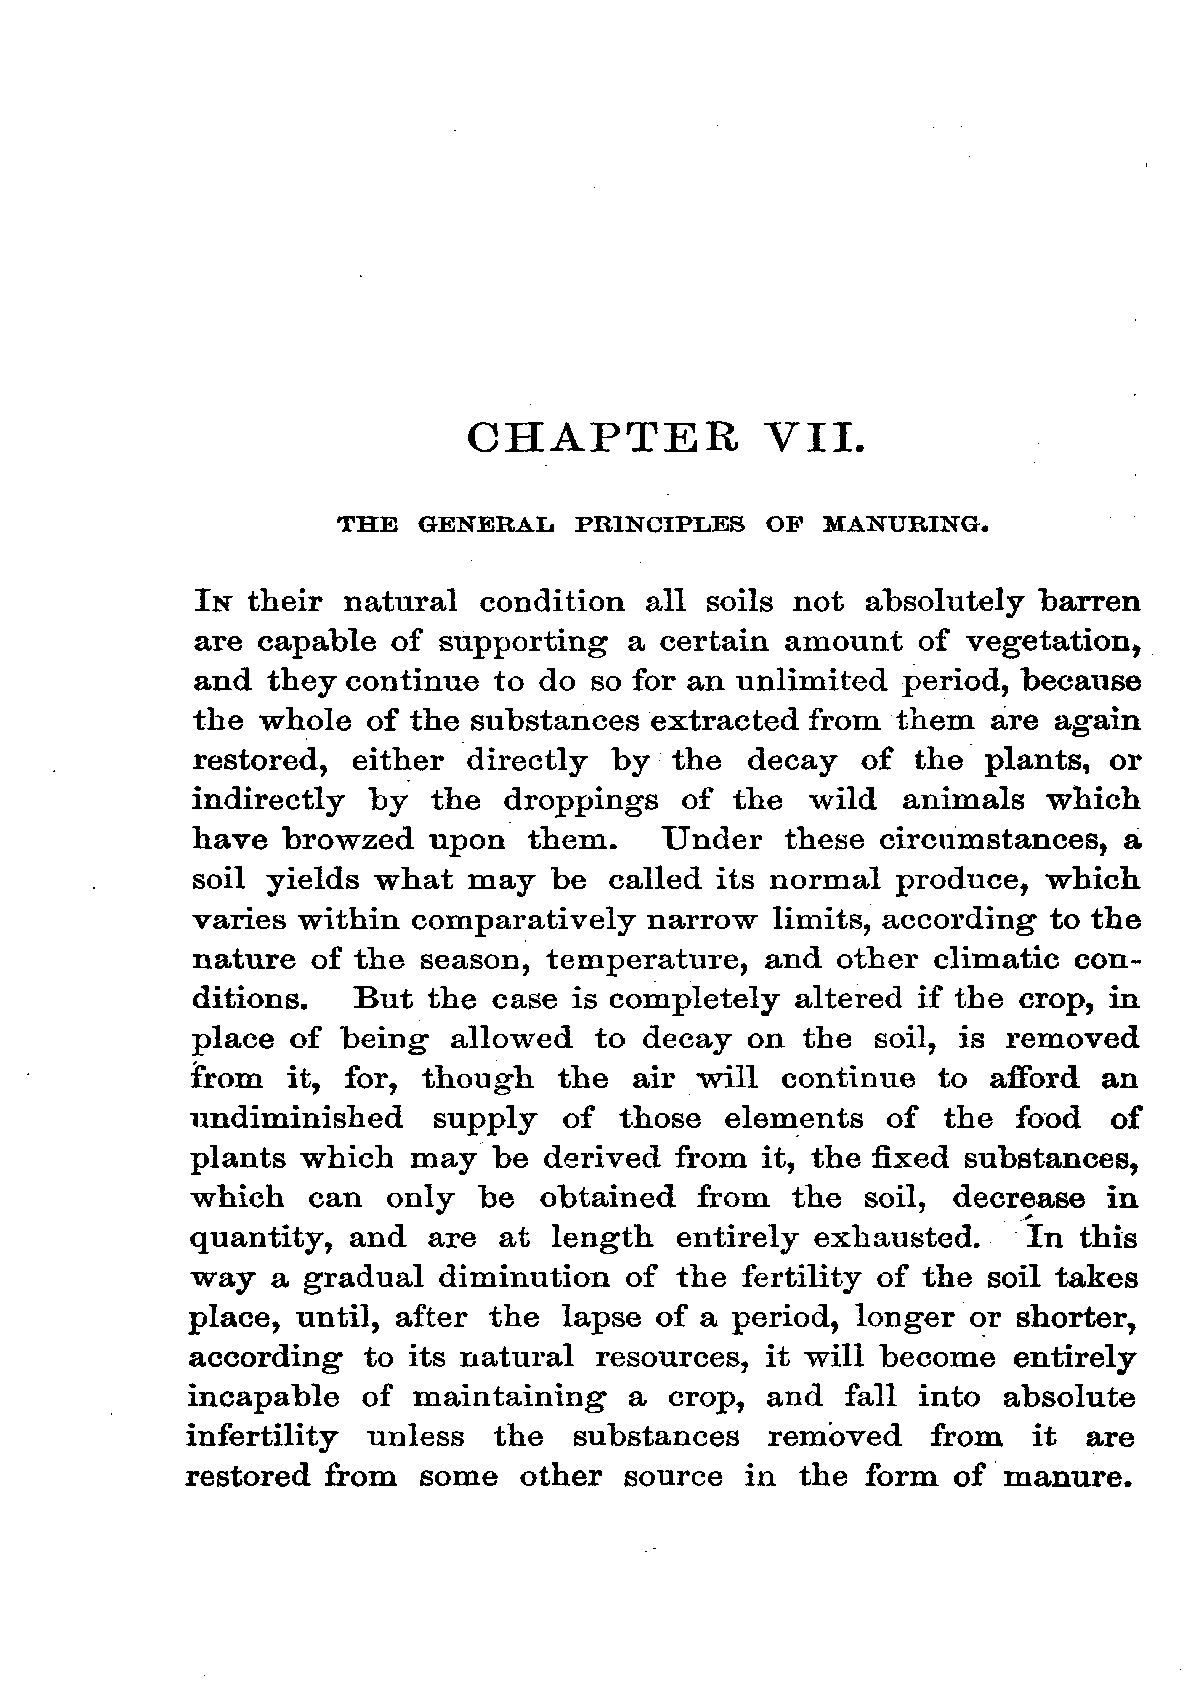 CHAPTER VII.
THE GENERAL PRINCIPLES OF MANURING.
IN their natural condition all soils not absolutely barren
are capable of supporting a certain amount of vegetation,
and they continue to do so for an unlimited period, because
the whole of the substances extracted from them are again
restored, either directly by the decay of the plants, or
indirectly by the droppings of the wild animals which
have browzed upon them. Under these circumstances, a
soil yields what may be called its normal produce, which
varies within comparatively narrow limits, according to the
nature of the season, temperature, and other climatic con-
ditions. But the case is completely altered if the crop, in
place of being allowed to decay on the soil, is removed
from it, for, though the air will continue to afford an
undiminished supply of those elements of the food of
plants which may be derived from it, the fixed substances,
which can only be obtained from the soil, decrease in
quantity, and are at length entirely exhausted. In this
way a gradual diminution of the fertility of the soil takes
place, until, after the lapse of a period, longer or shorter,
according to its natural resources, it will become entirely
incapable of maintaining a crop, and fall into absolute
infertility unless the substances removed from it are
restored from some other source in the form of manure.